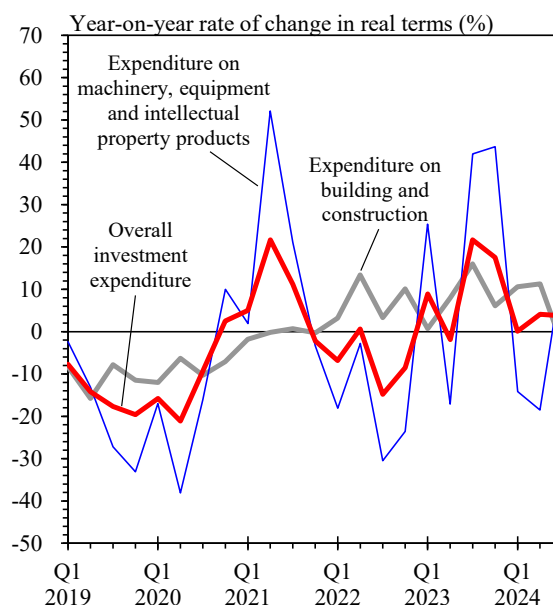 Year-on-year rate of change in real terms (%)
70
60
50
40
30
20
10
0
-10
-20
-30
-40
-50
Expenditure on
machinery, equipment
and intellectual
property products
Expenditure on
building and
construction
Overall
investment
expenditure
Q1 Q1 Q1 Q1 Q1 Q1
2019 2020 2021 2022 2023 2024